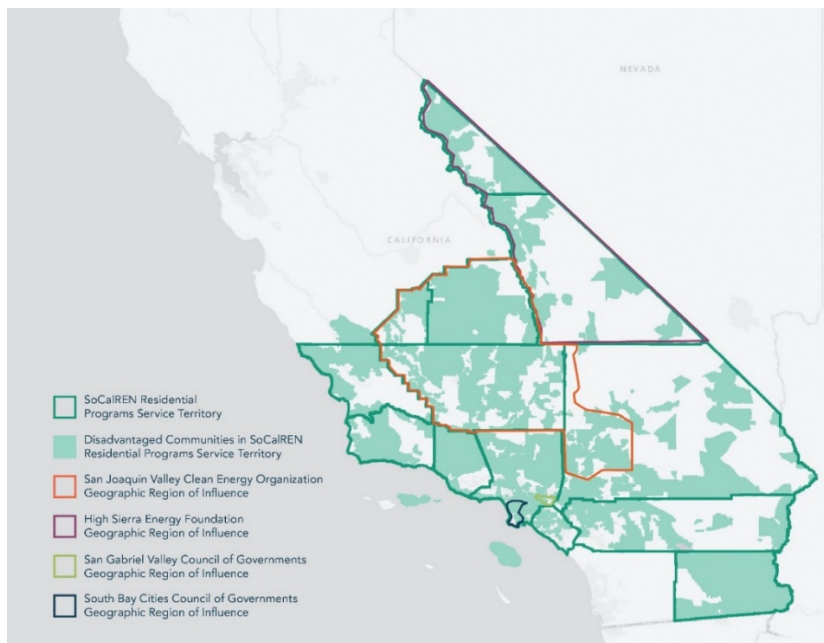 NEVADA
CALIFORNIA
SoCalREN Residential
Programs Service Territory
Disadvantaged Communities in SoCalREN
Residential Programs Service Territory
San Joaquin Valley Clean Energy Organization
Geographic Region of Influence
High Sierra Energy Foundation
Geographic Region of Influence
San Gabriel Valley Council of Governments
Geographic Region of Influence
South Bay Cities Council of Governments
Geographic Region of Influence